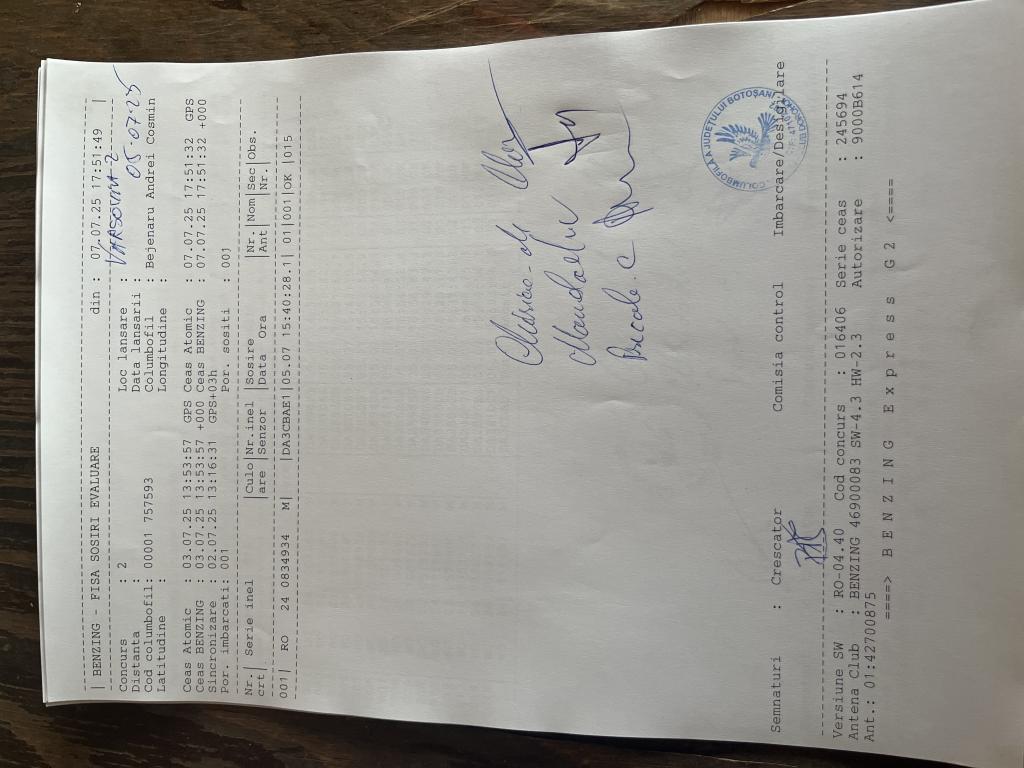 | BENZING - PISA SOSIRI EVALUARE din : 07.07.25 17:51:49 |
Concurs : 2 Loc lansare : VARSOVIA-2
Distanta : Data lansarii : 05.07.25
Cod columbofil: 00001 757593 Columbofil : Bejenaru Andrei Cosmin
Latitudine : Longitudine :
Ceas Atomic : 03.07.25 13:53:57 GPS Ceas Atomic : 07.07.25 17:51:32 GPS
Ceas BENZING : 03.07.25 13:53:57 +000 Ceas BENZING : 07.07.25 17:51:32 +000
Sincronizare : 02.07.25 13:16:31 GPS+03h
Por. imbarcati: 001 Por. sositi : 001
Nr. | Serie inel |Culo|Nr.inel |Sosire |Nr.|Nom|Sec|Obs.
crt| |are |Senzor |Data Ora |Ant| |Nr.|
001| RO 24 0834934 M| |DA3CBAE1|05.07 15:40:28.1| 01|001|OK |015
Semnaturi : Crescator Comisia control Imbarcare/Desigilare
COLUMBOFILA JUDETULUI BOTOȘANI
Versiune SW : RO-04.40 Cod concurs : 016406 Serie ceas : 245694
Antena Club : BENZING 46900083 SW-4.3 HW-2.3 Autorizare : 9000B614
Ant.: 01:42700875
====> B E N Z I N G E x p r e s s G 2 <====